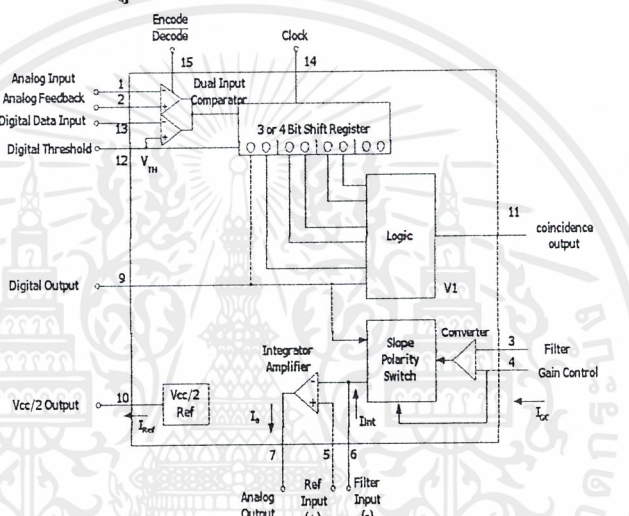 Encode
Decode
Clock
15
14
Analog Input
1
Dual Input
Comparator
Analog Feedback
2
Digital Data Input
13
3 or 4 Bit Shift Register
Digital Threshold
12
VTH
Logic
11
coincidence
output
Digital Output
9
V1
Integrator
Amplifier
Slope
Polarity
Switch
Converter
3
Filter
4
Gain Control
Vcc/2 Output
10
Vcc/2
Ref
IRef
Io
IInt
IGC
7
5
6
Analog
Output
Ref
Input
(+)
Filter
Input
(-)